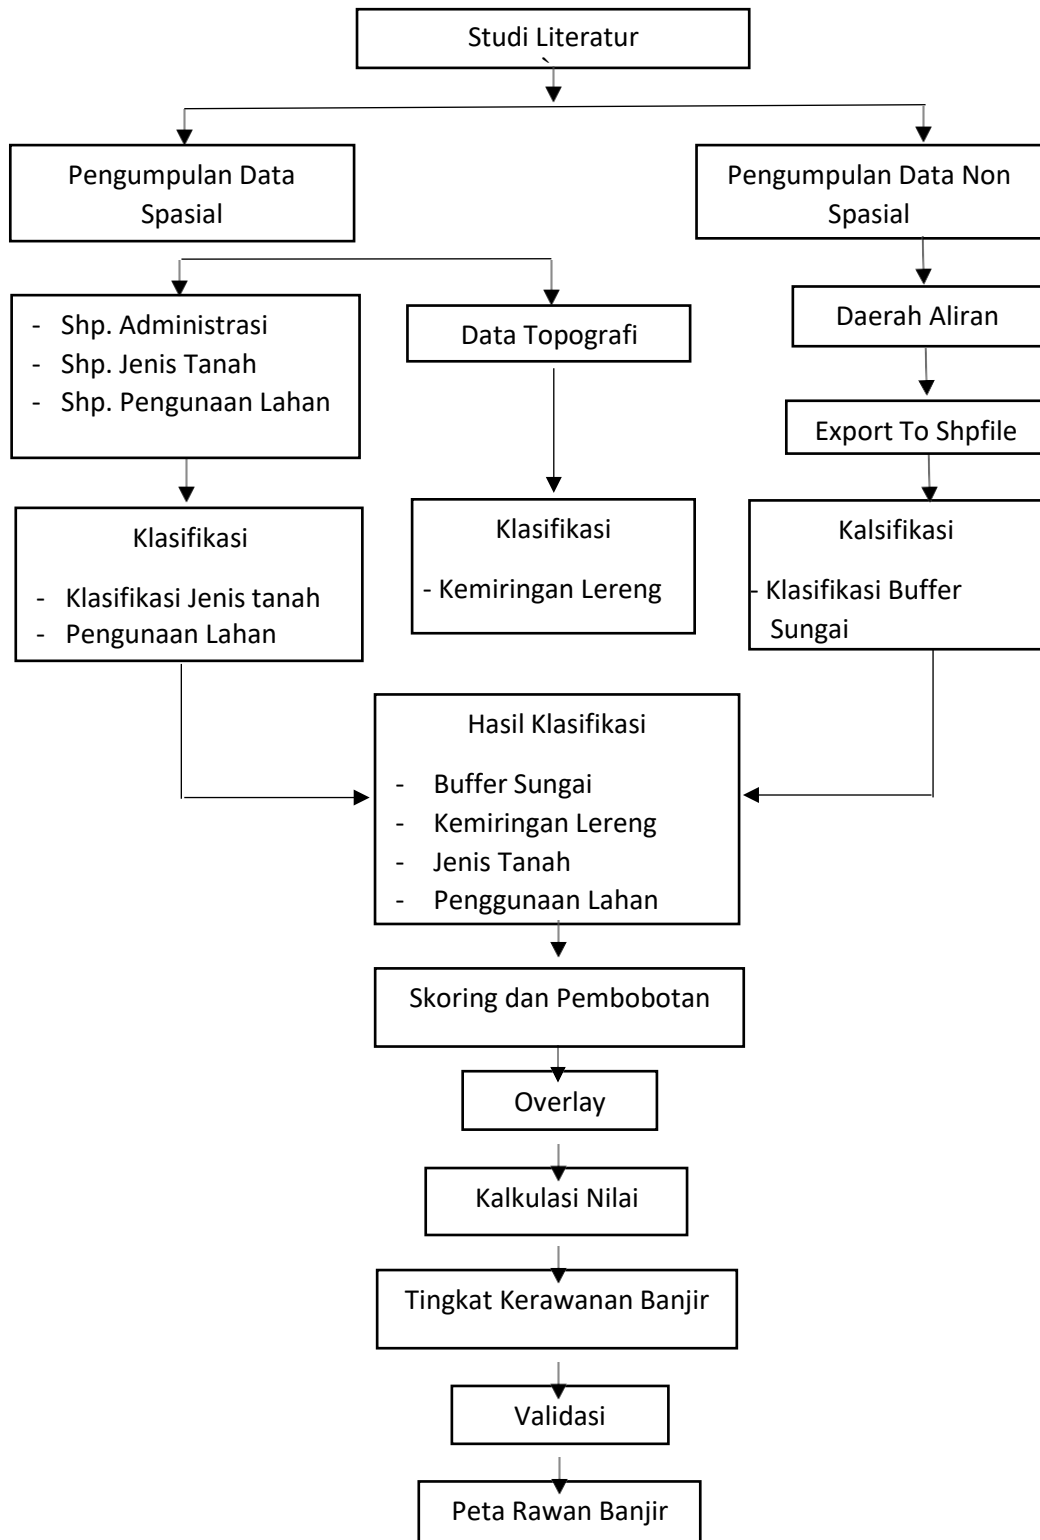 Studi Literatur
`
Pengumpulan Data
Spasial
Pengumpulan Data Non
Spasial
- Shp. Administrasi
- Shp. Jenis Tanah
- Shp. Pengunaan Lahan
Data Topografi
Daerah Aliran
Export To Shpfile
Klasifikasi
- Klasifikasi Jenis tanah
- Pengunaan Lahan
Klasifikasi
- Kemiringan Lereng
Kalsifikasi
- Klasifikasi Buffer
Sungai
Hasil Klasifikasi
- Buffer Sungai
- Kemiringan Lereng
- Jenis Tanah
- Penggunaan Lahan
Skoring dan Pembobotan
Overlay
Kalkulasi Nilai
Tingkat Kerawanan Banjir
Validasi
Peta Rawan Banjir